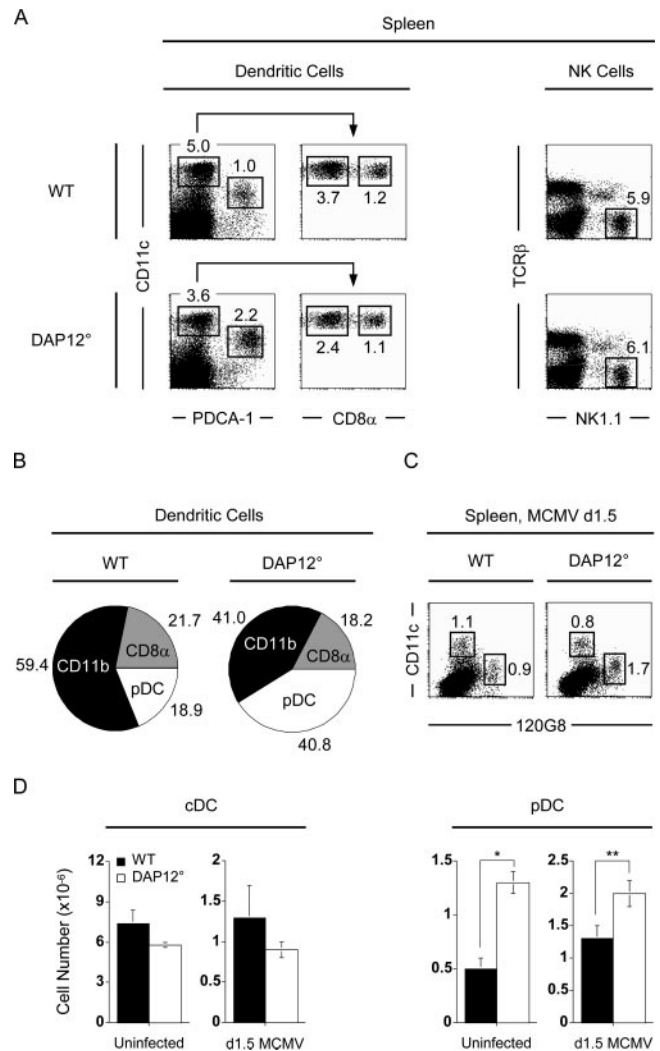 A
Spleen
Dendritic Cells
NK Cells
WT
CD11c
5.0
1.0
3.7
1.2
TCRβ
5.9
DAP12°
3.6
2.2
2.4
1.1
6.1
PDCA-1
CD8α
NK1.1
B
Dendritic Cells
WT
DAP12°
59.4
CD11b
21.7
CD8α
pDC
18.9
41.0
CD11b
18.2
CD8α
pDC
40.8
C
Spleen, MCMV d1.5
WT
DAP12°
CD11c
1.1
0.9
0.8
1.7
120G8
D
cDC
pDC
Cell Number (x10⁻⁶)
WT
DAP12°
12
9
6
3
0
Uninfected
2
1.5
1
0.5
0
d1.5 MCMV
1.5
1
0.5
0
*
Uninfected
2.5
2
1.5
1
0.5
0
**
d1.5 MCMV